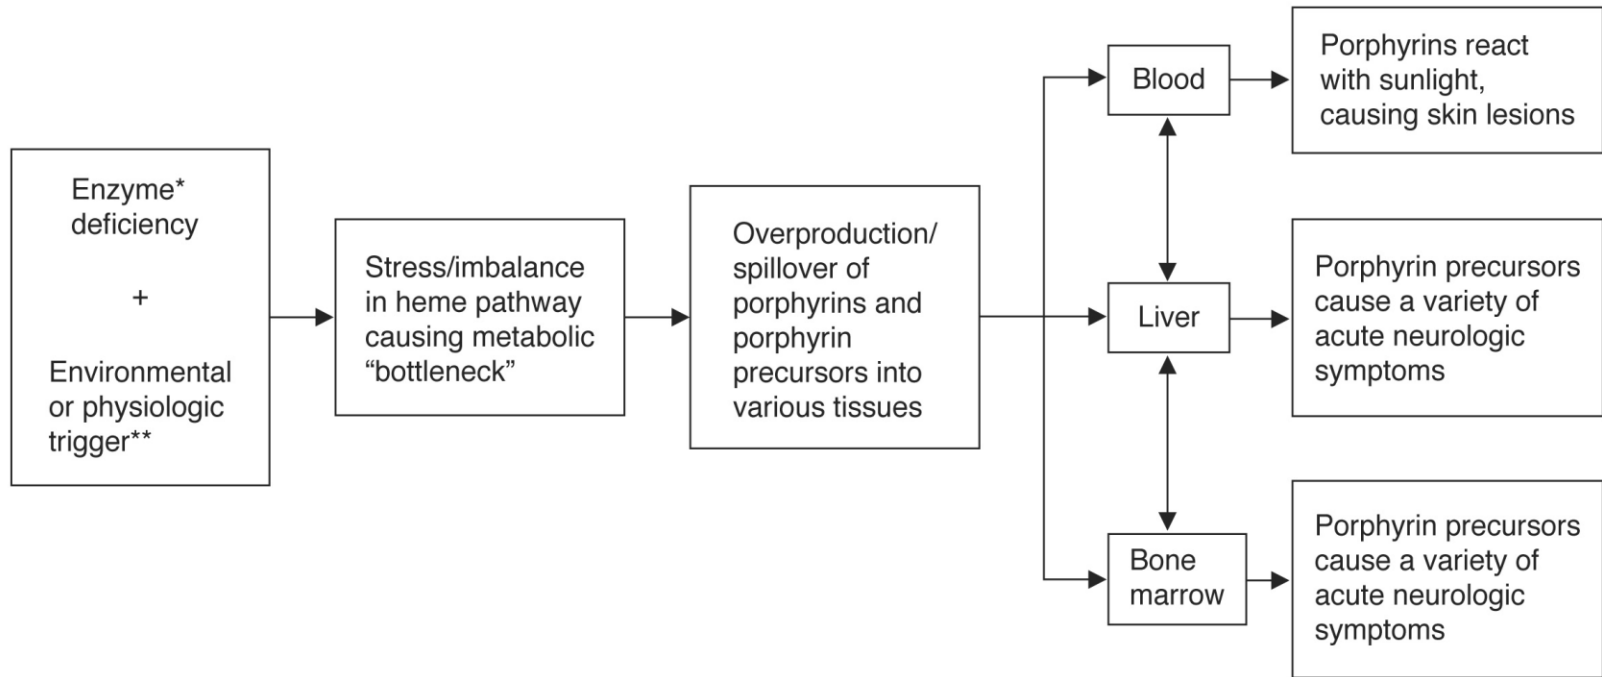 Enzyme*
deficiency
+
Environmental
or physiologic
trigger**
Stress/imbalance
in heme pathway
causing metabolic
“bottleneck”
Overproduction/
spillover of
porphyrins and
porphyrin
precursors into
various tissues
Blood
Porphyrins react
with sunlight,
causing skin lesions
Liver
Porphyrin precursors
cause a variety of
acute neurologic
symptoms
Bone
marrow
Porphyrin precursors
cause a variety of
acute neurologic
symptoms